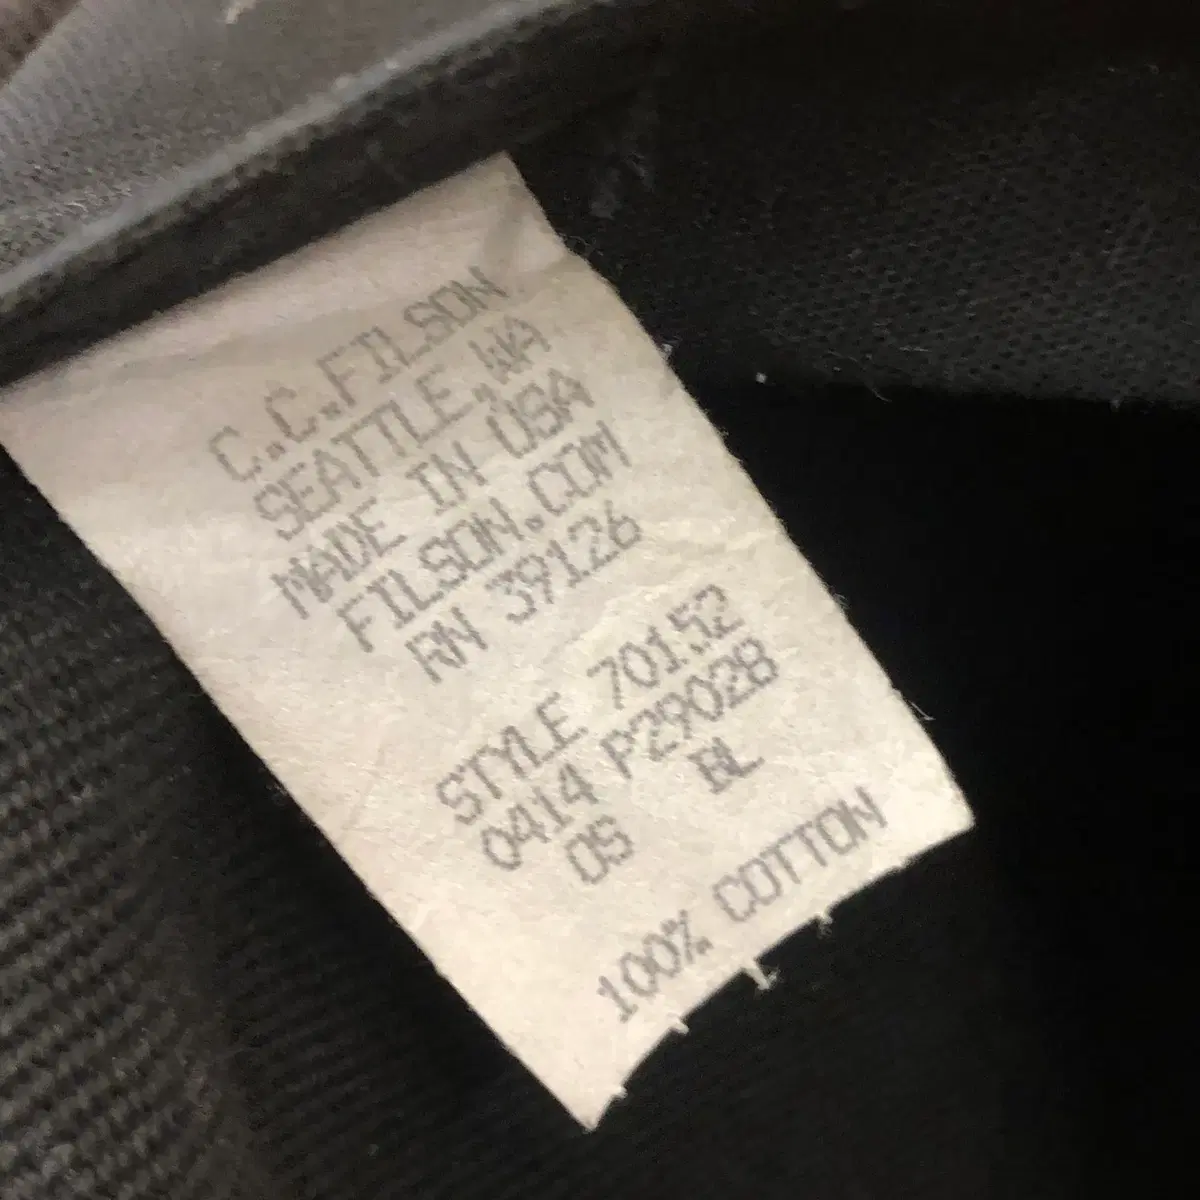 C.C.FILSON
SEATTLE,WA
MADE IN USA
FILSON.COM
RN 39126
STYLE 70152
0414 P29028
OS BL
100% COTTON